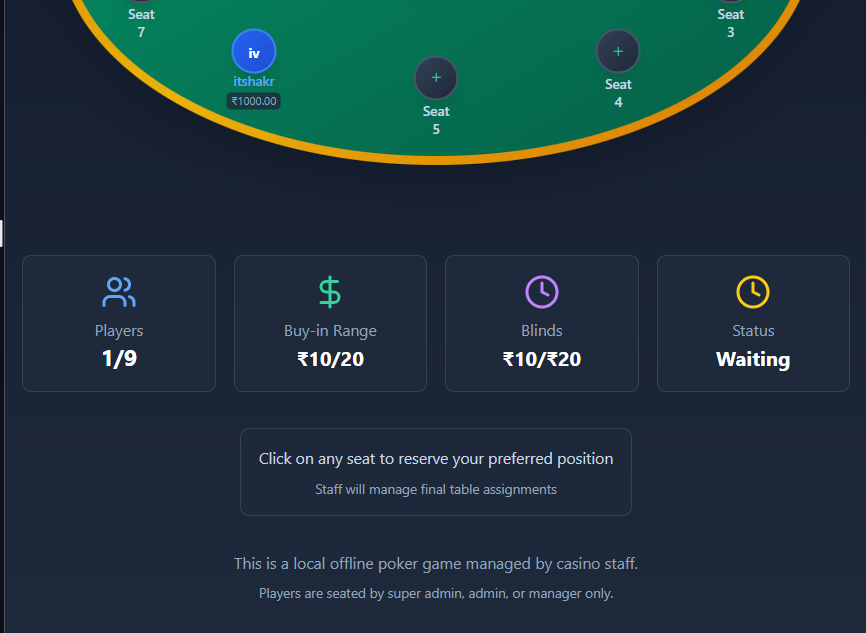 Seat
7
Seat
3
iv
itshakr
₹1000.00
+
Seat
5
+
Seat
4
Players
1/9
Buy-in Range
₹10/20
Blinds
₹10/₹20
Status
Waiting
Click on any seat to reserve your preferred position
Staff will manage final table assignments
This is a local offline poker game managed by casino staff.
Players are seated by super admin, admin, or manager only.